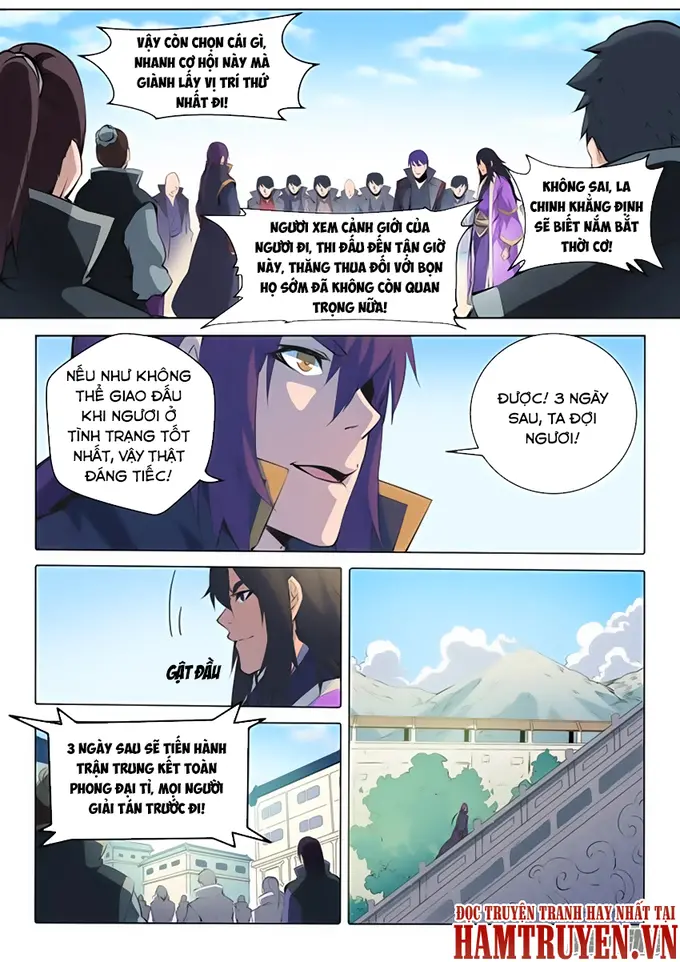 VẬY CÒN CHỌN CÁI GÌ,
NHANH CƠ HỘI NÀY MÀ
GIÀNH LẤY VỊ TRÍ THỨ
NHẤT ĐI!
KHÔNG SAI, LA
CHINH KHẲNG ĐỊNH
SẼ BIẾT NẮM BẮT
THỜI CƠ!
NGƯƠI XEM CẢNH GIỚI CỦA
NGƯƠI ĐI, THI ĐẤU ĐẾN TẬN GIỜ
NÀY, THĂNG THUA ĐỐI VỚI BỌN
HỌ SỚM ĐÃ KHÔNG CÒN QUAN
TRỌNG NỮA!
NẾU NHƯ KHÔNG
THỂ GIAO ĐẤU
KHI NGƯƠI Ở
TÌNH TRẠNG TỐT
NHẤT, VẬY THẬT
ĐÁNG TIẾC!
ĐƯỢC! 3 NGÀY
SAU, TA ĐỢI
NGƯƠI!
GẬT ĐẦU
3 NGÀY SAU SẼ TIẾN HÀNH
TRẬN TRUNG KẾT TOÀN
PHONG ĐẠI TỈ, MỌI NGƯỜI
GIẢI TÁN TRƯỚC ĐI!
ĐỌC TRUYỆN TRANH HAY NHẤT TẠI
HAMTRUYEN.VN